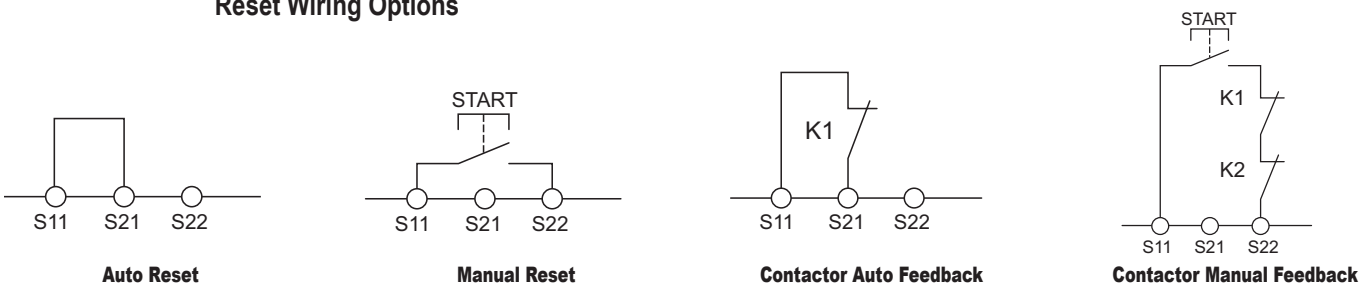 Reset Wiring Options
START
S11 S21 S22
Auto Reset
START
S11 S21 S22
Manual Reset
K1
S11 S21 S22
Contactor Auto Feedback
START
K1
K2
S11 S21 S22
Contactor Manual Feedback